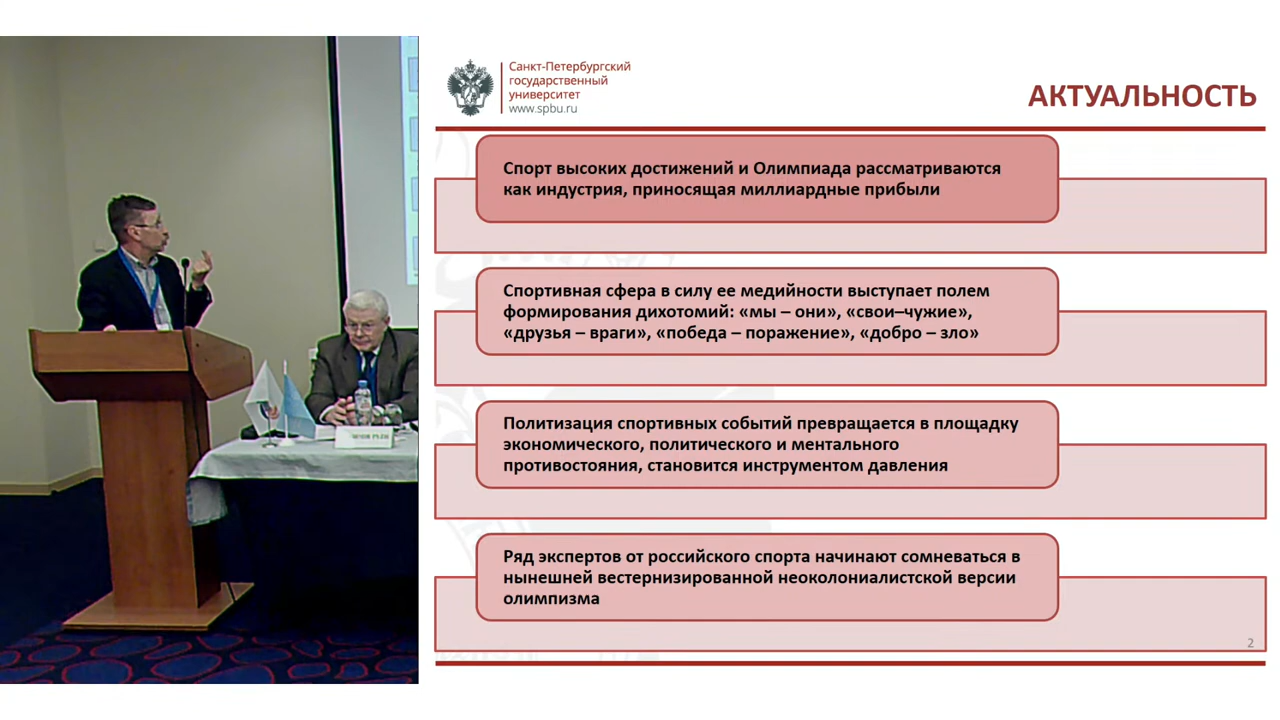 Санкт-Петербургский
государственный
университет
www.spbu.ru
АКТУАЛЬНОСТЬ
Спорт высоких достижений и Олимпиада рассматриваются
как индустрия, приносящая миллиардные прибыли
Спортивная сфера в силу ее медийности выступает полем
формирования дихотомий: «мы – они», «свои–чужие»,
«друзья – враги», «победа – поражение», «добро – зло»
Политизация спортивных событий превращается в площадку
экономического, политического и ментального
противостояния, становится инструментом давления
Ряд экспертов от российского спорта начинают сомневаться в
нынешней вестернизированной неоколониалистской версии
олимпизма
2